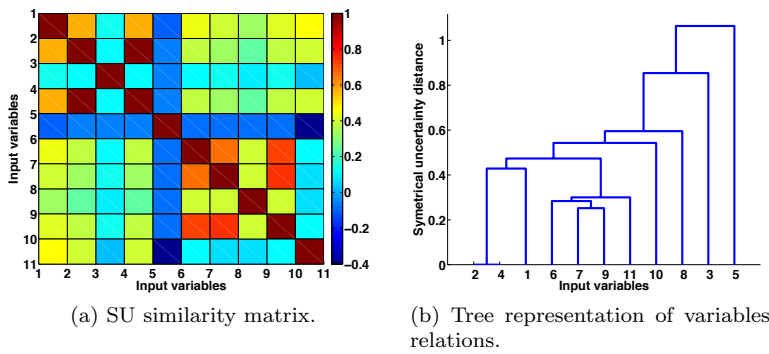 1
2
3
4
5
6
7
8
9
10
11
Input variables
1 2 3 4 5 6 7 8 9 10 11
Input variables
1
0.8
0.6
0.4
0.2
0
−0.2
−0.4
(a) SU similarity matrix.
Symetrical uncertainty distance
1
0.8
0.6
0.4
0.2
0
2 4 1 6 7 9 11 10 8 3 5
Input variables
(b) Tree representation of variables
relations.